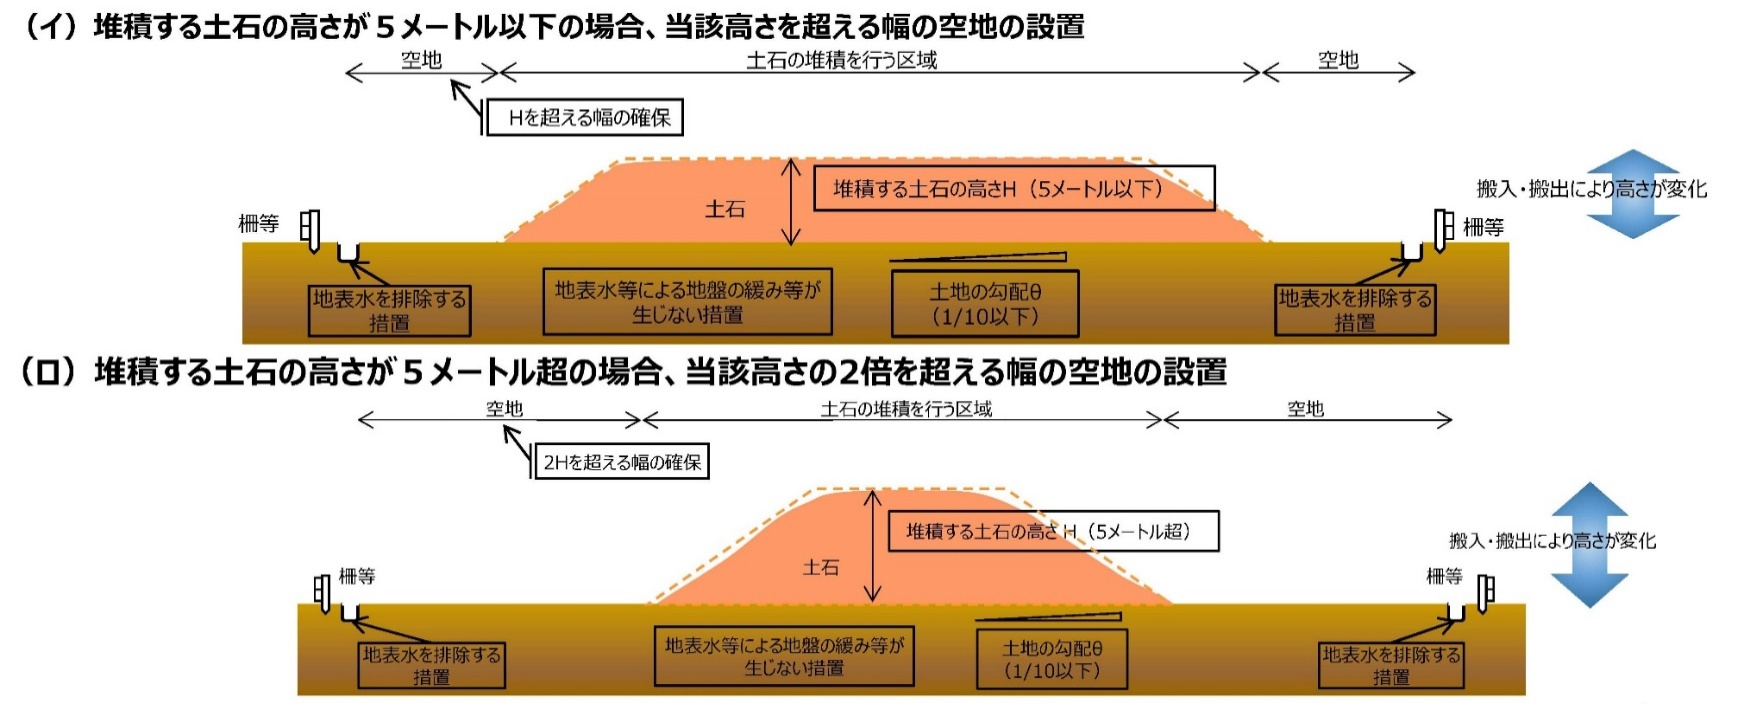 （イ）堆積する土石の高さが５メートル以下の場合、当該高さを超える幅の空地の設置
空地
土石の堆積を行う区域
空地
Hを超える幅の確保
堆積する土石の高さH（5メートル以下）
搬入・搬出により高さが変化
土石
柵等
柵等
地表水を排除する
措置
地表水等による地盤の緩み等が
生じない措置
土地の勾配θ
（1/10以下）
地表水を排除する
措置
（ロ）堆積する土石の高さが５メートル超の場合、当該高さの2倍を超える幅の空地の設置
空地
土石の堆積を行う区域
空地
2Hを超える幅の確保
堆積する土石の高さH（5メートル超）
搬入・搬出により高さが変化
土石
柵等
柵等
地表水を排除する
措置
地表水等による地盤の緩み等が
生じない措置
土地の勾配θ
（1/10以下）
地表水を排除する
措置